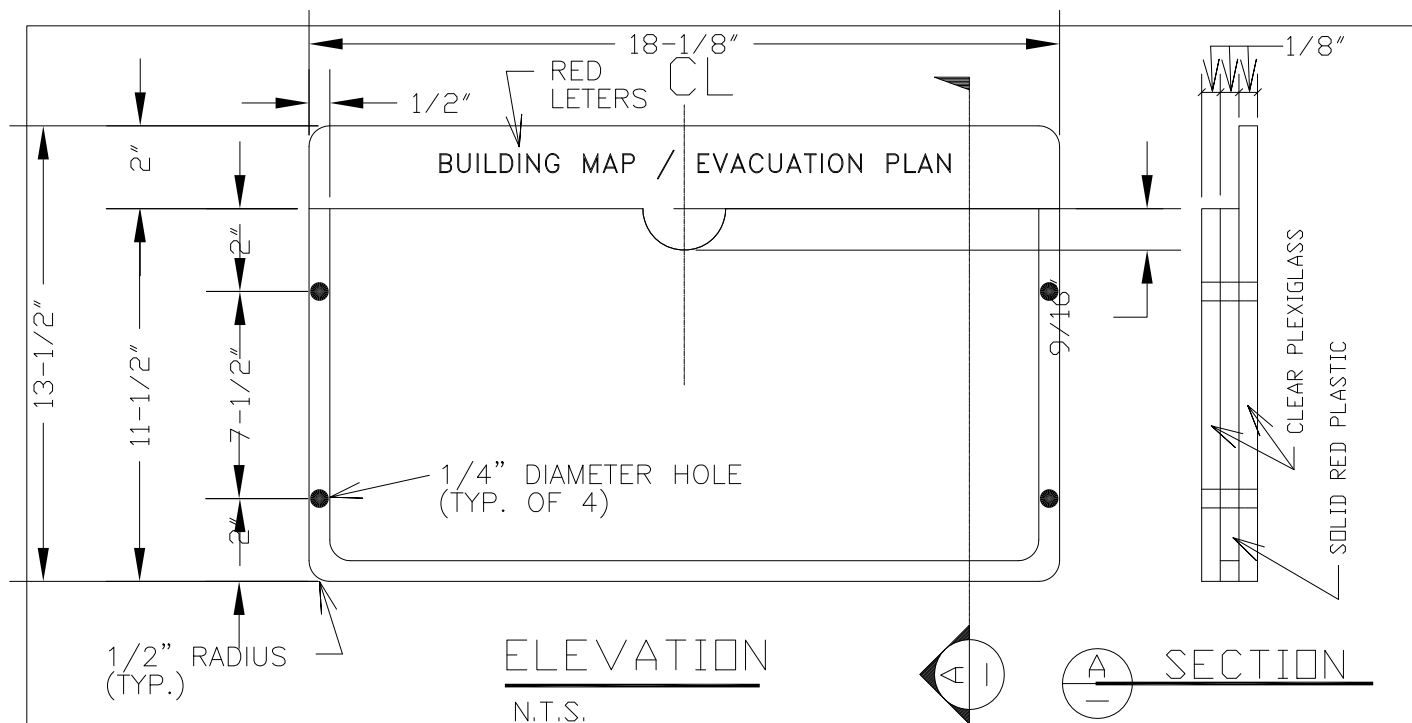 18-1/8"
1/8"
RED
LETERS
CL
1/2"
BUILDING MAP / EVACUATION PLAN
2"
2"
13-1/2"
11-1/2"
7-1/2"
2"
9/16"
CLEAR PLEXIGLASS
SOLID RED PLASTIC
1/4" DIAMETER HOLE
(TYP. OF 4)
1/2" RADIUS
(TYP.)
ELEVATION
N.T.S.
A
1
A
1
SECTION